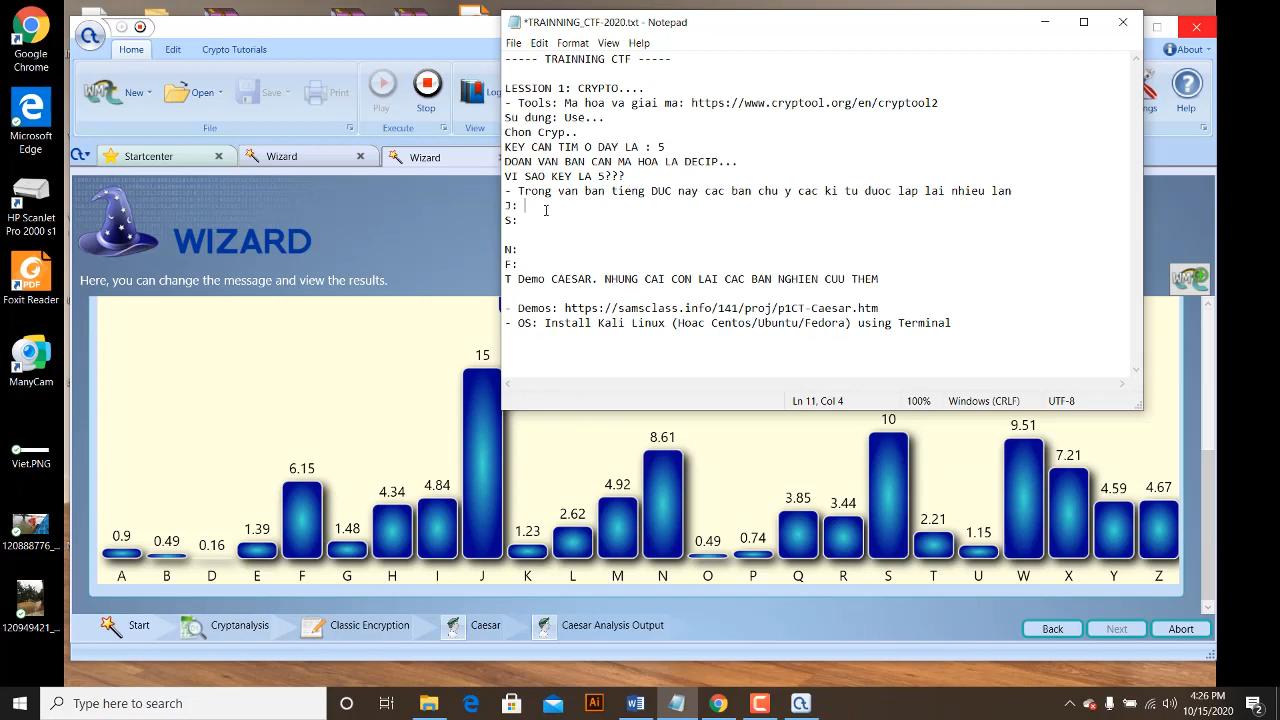 *TRAINNING_CTF-2020.txt - Notepad
File Edit Format View Help
----- TRAINNING CTF -----
LESSION 1: CRYPTO....
- Tools: Ma hoa va giai ma: https://www.cryptool.org/en/cryptool2
Su dung: Use...
Chon Cryp..
KEY CAN TIM O DAY LA : 5
DOAN VAN BAN CAN MA HOA LA DECIP...
VI SAO KEY LA 5???
- Trong van ban tieng DUC nay cac ban chu y cac ki tu duoc lap lai nhieu lan
J:
S:
N:
F:
T Demo CAESAR. NHUNG CAI CON LAI CAC BAN NGHIEN CUU THEM
- Demos: https://samsclass.info/141/proj/p1CT-Caesar.htm
- OS: Install Kali Linux (Hoac Centos/Ubuntu/Fedora) using Terminal
Ln 11, Col 4 100% Windows (CRLF) UTF-8
Google
Chrome
Microsoft
Edge
HP ScanJet
Pro 2000 s1
Foxit Reader
ManyCam
Viet.PNG
120888776_...
120949421_...
Home Edit Crypto Tutorials
About
New Open Save Print Play Stop Log
Help
File Execute View
Startcenter Wizard Wizard
WIZARD
Here, you can change the message and view the results.
0.9 0.49 0.16 1.39 6.15 1.48 4.34 4.84 15 1.23 2.62 4.92 8.61 0.49 0.74 3.85 3.44 10 2.21 1.15 9.51 7.21 4.59 4.67
A B D E F G H I J K L M N O P Q R S T U W X Y Z
Start Cryptanalysis Classic Encryption Caesar Caesar Analysis Output
Back Next Abort
Type here to search
4:26 PM
10/15/2020
2